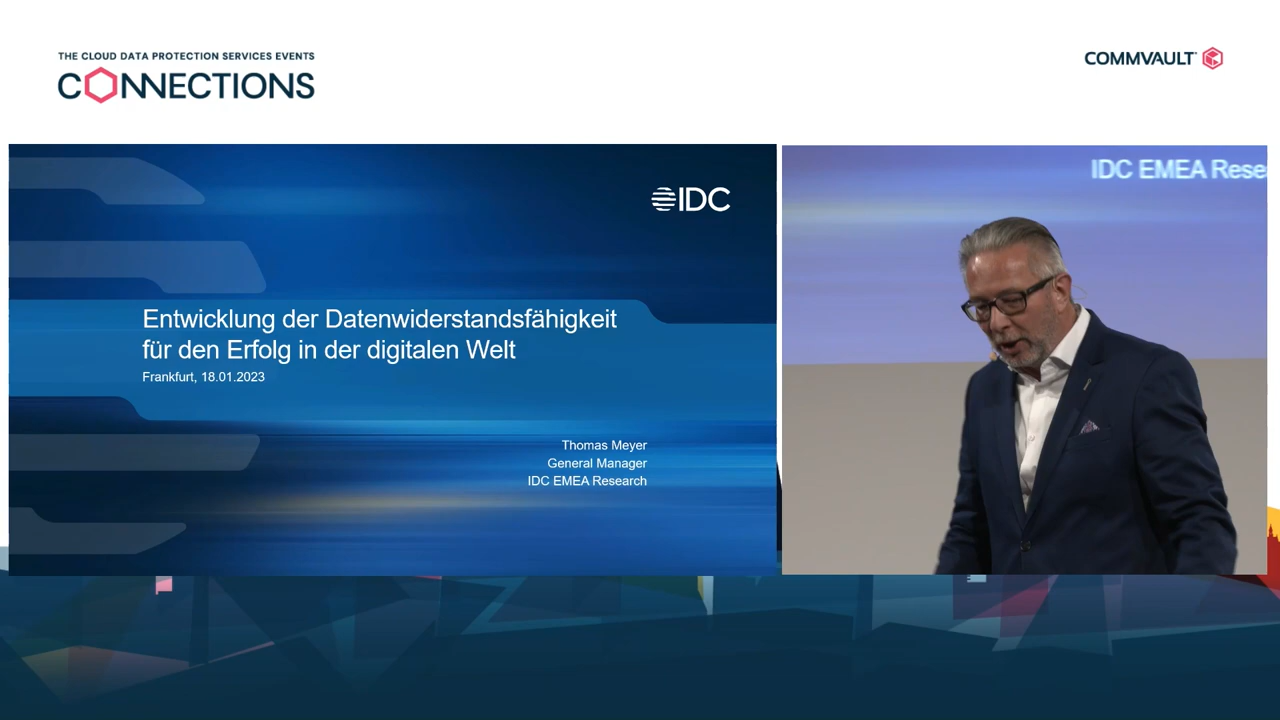 THE CLOUD DATA PROTECTION SERVICES EVENTS
CONNECTIONS
COMMVAULT
IDC
Entwicklung der Datenwiderstandsfähigkeit
für den Erfolg in der digitalen Welt
Frankfurt, 18.01.2023
Thomas Meyer
General Manager
IDC EMEA Research
IDC EMEA Rese